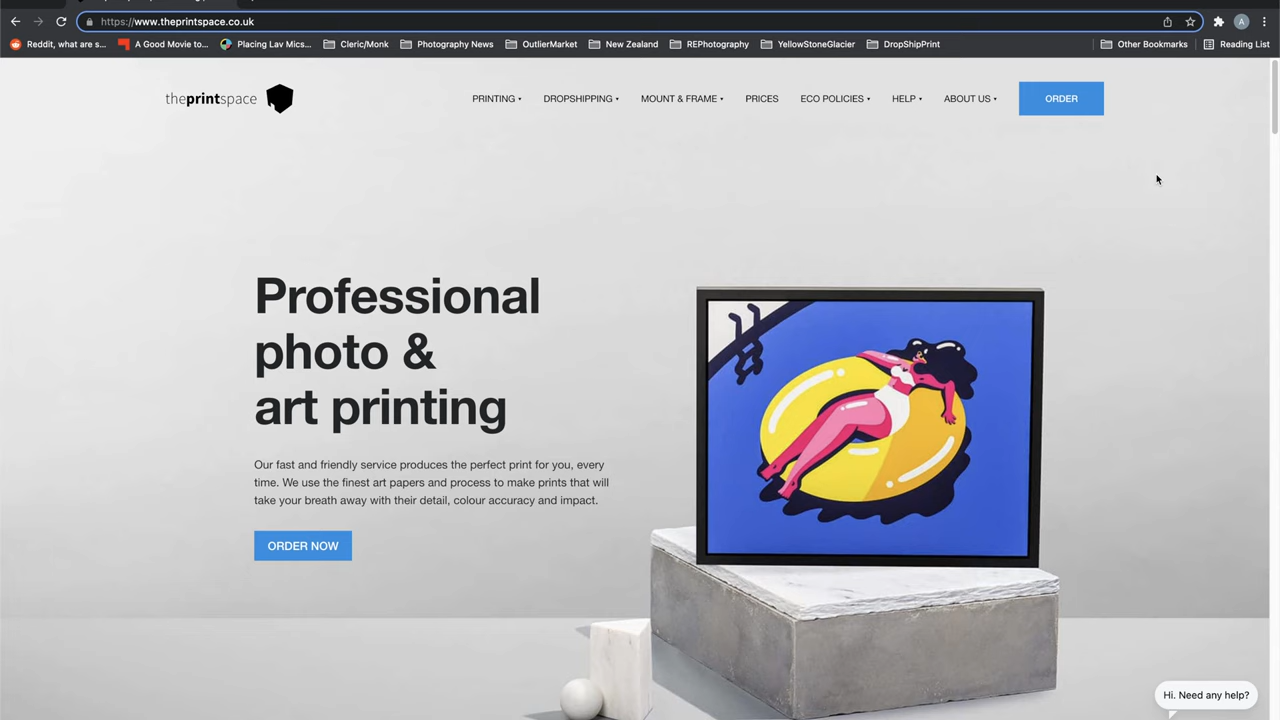 https://www.theprintspace.co.uk
A
Reddit, what are s...
A Good Movie to...
Placing Lav Mics...
Cleric/Monk
Photography News
OutlierMarket
New Zealand
REPhotography
YellowStoneGlacier
DropShipPrint
Other Bookmarks
Reading List
theprintspace
PRINTING
DROPSHIPPING
MOUNT & FRAME
PRICES
ECO POLICIES
HELP
ABOUT US
ORDER
Professional
photo &
art printing
Our fast and friendly service produces the perfect print for you, every
time. We use the finest art papers and process to make prints that will
take your breath away with their detail, colour accuracy and impact.
ORDER NOW
Hi. Need any help?